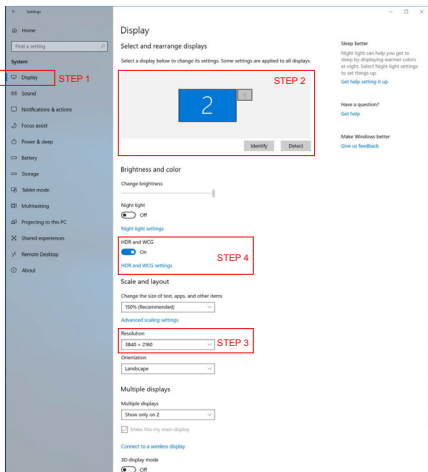 Settings
Home
Find a setting
System
Display
STEP 1
Sound
Notifications & actions
Focus assist
Power & sleep
Battery
Storage
Tablet mode
Multitasking
Projecting to this PC
Shared experiences
Remote Desktop
About
Display
Select and rearrange displays
Select a display below to change its settings. Some settings are applied to all displays.
STEP 2
2
1
Identify
Detect
Brightness and color
Change brightness
Night light
Off
Night light settings
HDR and WCG
On
STEP 4
HDR and WCG settings
Scale and layout
Change the size of text, apps, and other items
150% (Recommended)
Advanced scaling settings
Resolution
3840 × 2160
STEP 3
Orientation
Landscape
Multiple displays
Multiple displays
Show only on 2
Make this my main display
Connect to a wireless display
3D display mode
Off
Sleep better
Night light can help you get to
sleep by displaying warmer colors
at night. Select Night light settings
to set things up.
Get help setting it up
Have a question?
Get help
Make Windows better
Give us feedback